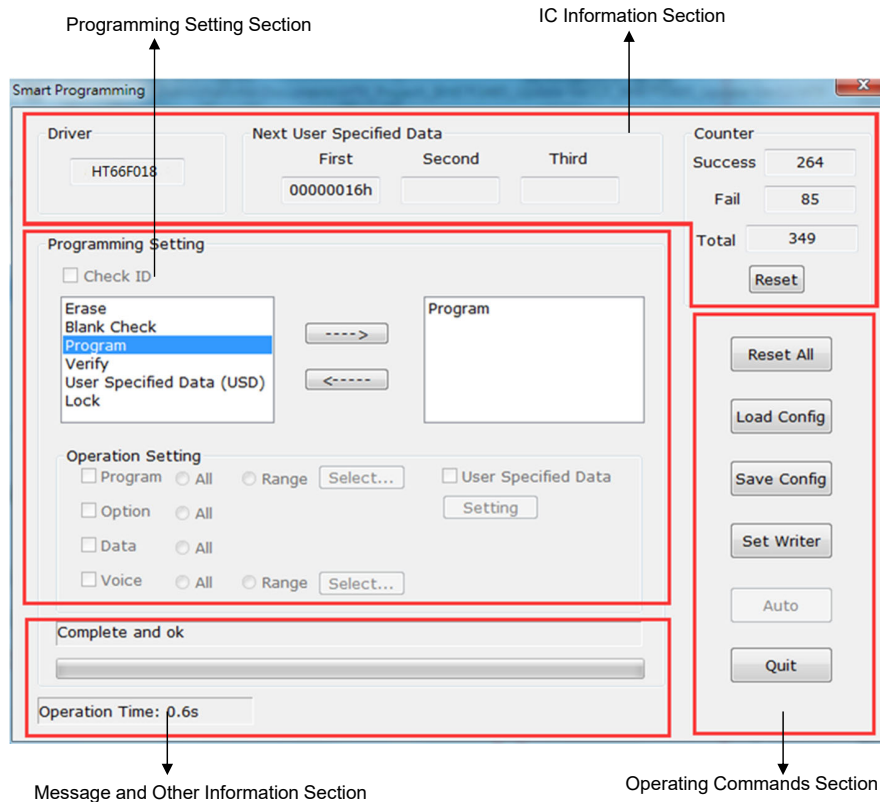 Programming Setting Section
IC Information Section
Smart Programming
Driver
HT66F018
Next User Specified Data
First Second Third
00000016h
Counter
Success 264
Fail 85
Total 349
Reset
Programming Setting
Check ID
Erase
Blank Check
Program
Verify
User Specified Data (USD)
Lock
---->
<-----
Program
Operation Setting
Program All Range Select...
User Specified Data
Setting
Option All
Data All
Voice All Range Select...
Reset All
Load Config
Save Config
Set Writer
Auto
Quit
Complete and ok
Operation Time: 0.6s
Message and Other Information Section
Operating Commands Section